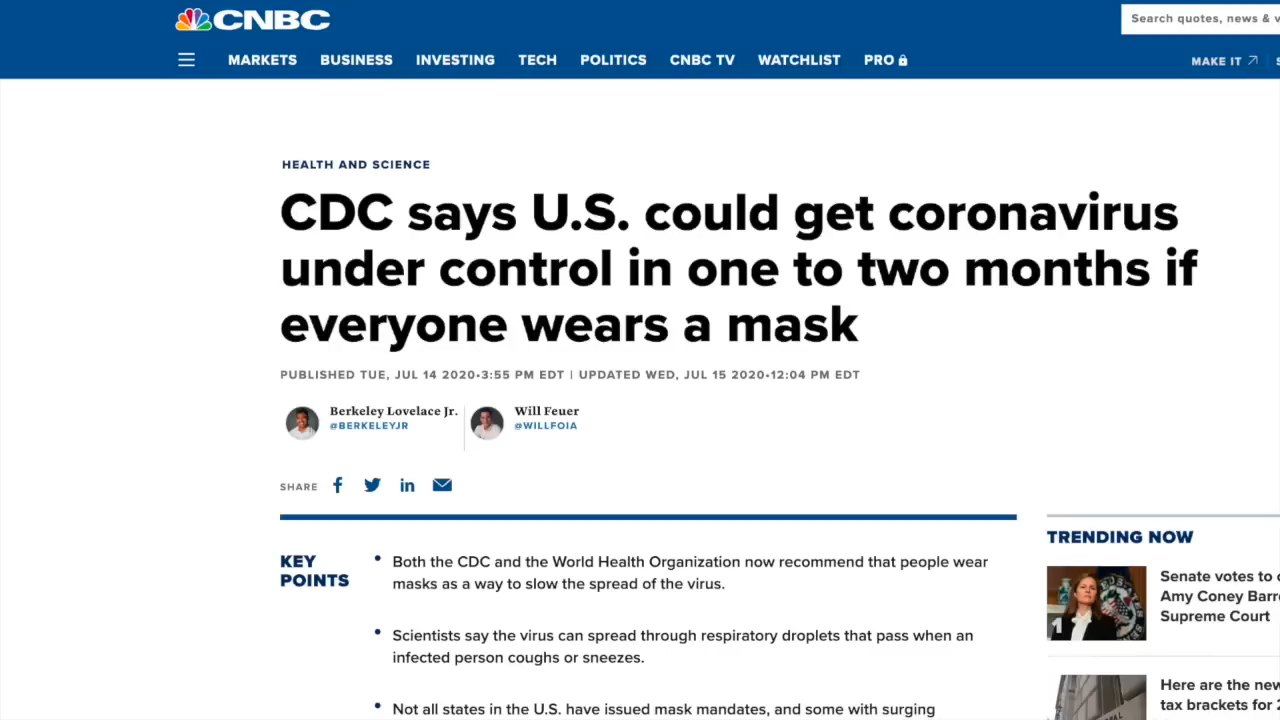 CNBC
Search quotes, news &
MARKETS BUSINESS INVESTING TECH POLITICS CNBC TV WATCHLIST PRO
MAKE IT
HEALTH AND SCIENCE
CDC says U.S. could get coronavirus
under control in one to two months if
everyone wears a mask
PUBLISHED TUE, JUL 14 2020•3:55 PM EDT | UPDATED WED, JUL 15 2020•12:04 PM EDT
Berkeley Lovelace Jr.
@BERKELEYJR
Will Feuer
@WILLFOIA
SHARE
KEY
POINTS
• Both the CDC and the World Health Organization now recommend that people wear
masks as a way to slow the spread of the virus.
• Scientists say the virus can spread through respiratory droplets that pass when an
infected person coughs or sneezes.
• Not all states in the U.S. have issued mask mandates, and some with surging
TRENDING NOW
1
Senate votes to
Amy Coney Barr
Supreme Court
Here are the new
tax brackets for